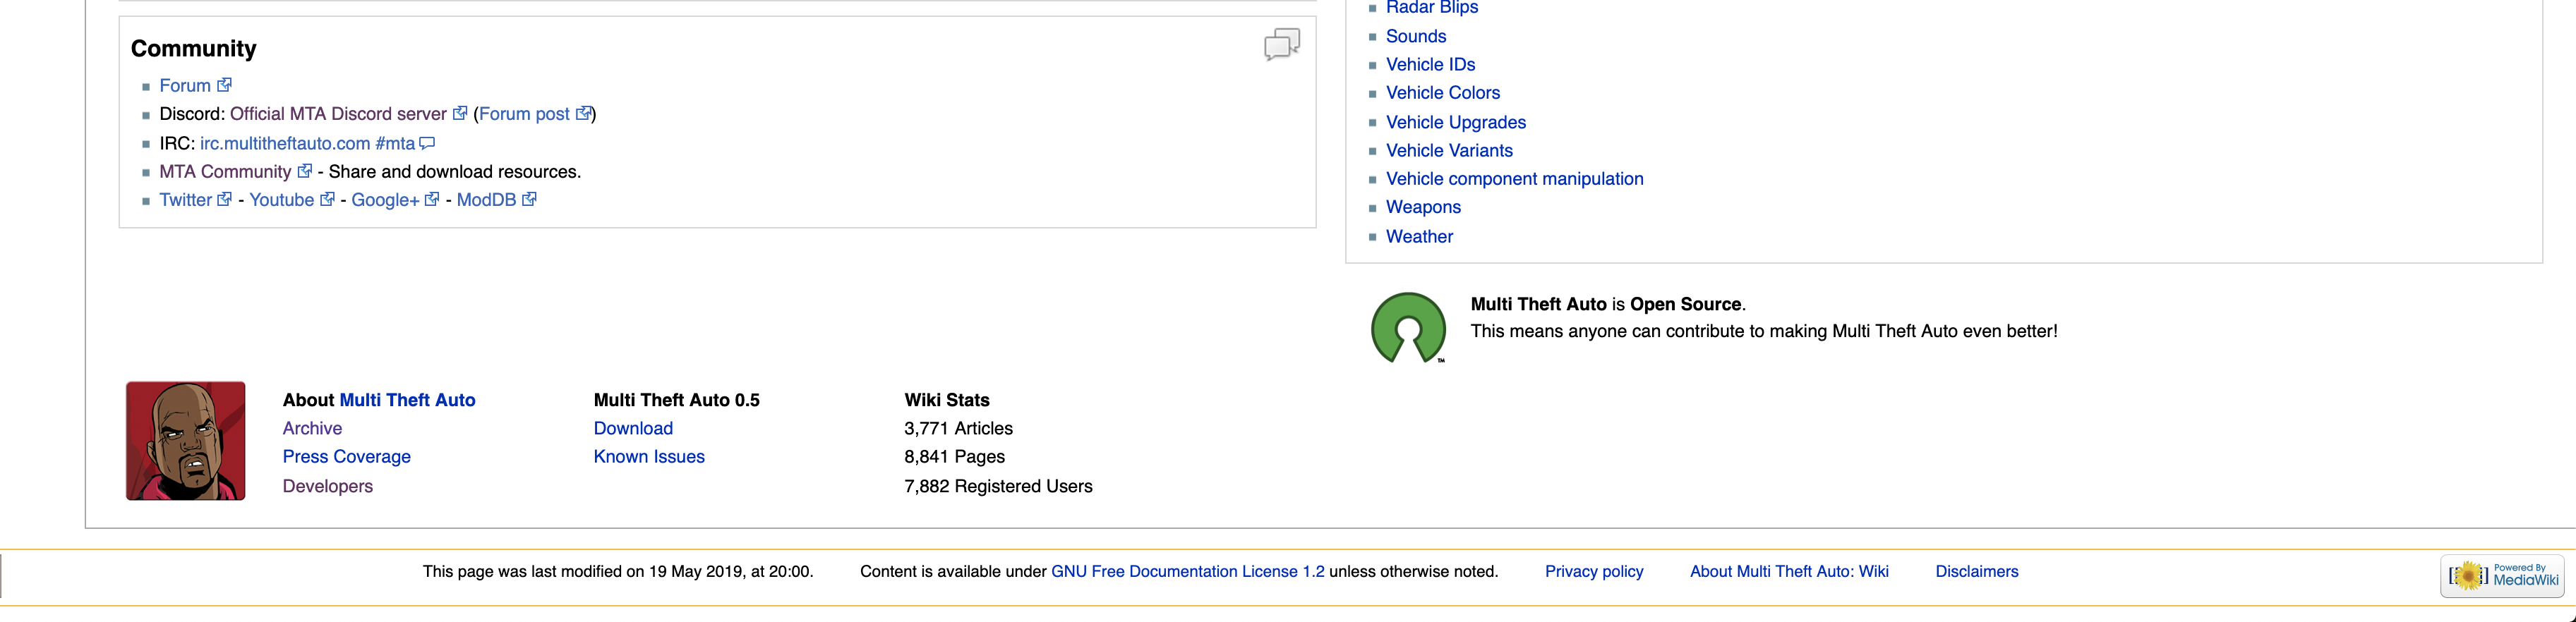 Community
Forum
Discord: Official MTA Discord server (Forum post)
IRC: irc.multitheftauto.com #mta
MTA Community - Share and download resources.
Twitter - Youtube - Google+ - ModDB
Radar Blips
Sounds
Vehicle IDs
Vehicle Colors
Vehicle Upgrades
Vehicle Variants
Vehicle component manipulation
Weapons
Weather
Multi Theft Auto is Open Source.
This means anyone can contribute to making Multi Theft Auto even better!
TM
About Multi Theft Auto
Archive
Press Coverage
Developers
Multi Theft Auto 0.5
Download
Known Issues
Wiki Stats
3,771 Articles
8,841 Pages
7,882 Registered Users
This page was last modified on 19 May 2019, at 20:00. Content is available under GNU Free Documentation License 1.2 unless otherwise noted. Privacy policy About Multi Theft Auto: Wiki Disclaimers
Powered By
MediaWiki